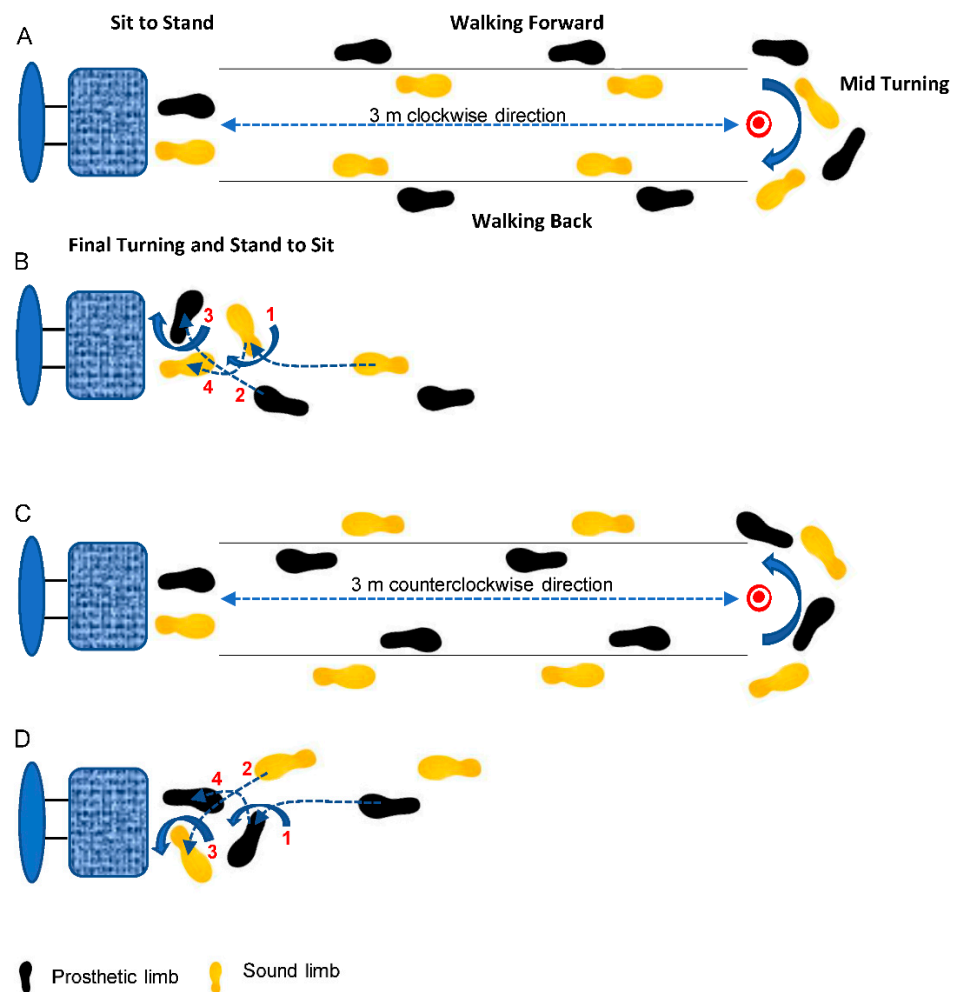 A
Sit to Stand
Walking Forward
Mid Turning
3 m clockwise direction
Walking Back
Final Turning and Stand to Sit
B
3
1
4
2
C
3 m counterclockwise direction
D
4
2
3
1
Prosthetic limb
Sound limb